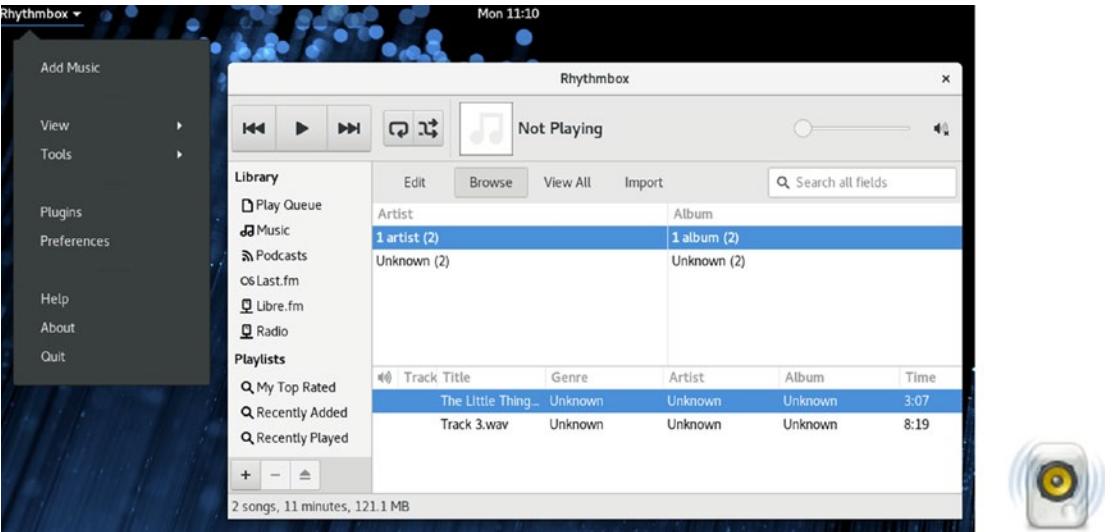 Rhythmbox
Mon 11:10
Add Music
View
Tools
Plugins
Preferences
Help
About
Quit
Rhythmbox
Not Playing
Library
Play Queue
Music
Podcasts
Last.fm
Libre.fm
Radio
Playlists
My Top Rated
Recently Added
Recently Played
Edit Browse View All Import Search all fields
Artist Album
1 artist (2) 1 album (2)
Unknown (2) Unknown (2)
Track Title Genre Artist Album Time
The Little Thing... Unknown Unknown Unknown 3:07
Track 3.wav Unknown Unknown Unknown 8:19
2 songs, 11 minutes, 121.1 MB